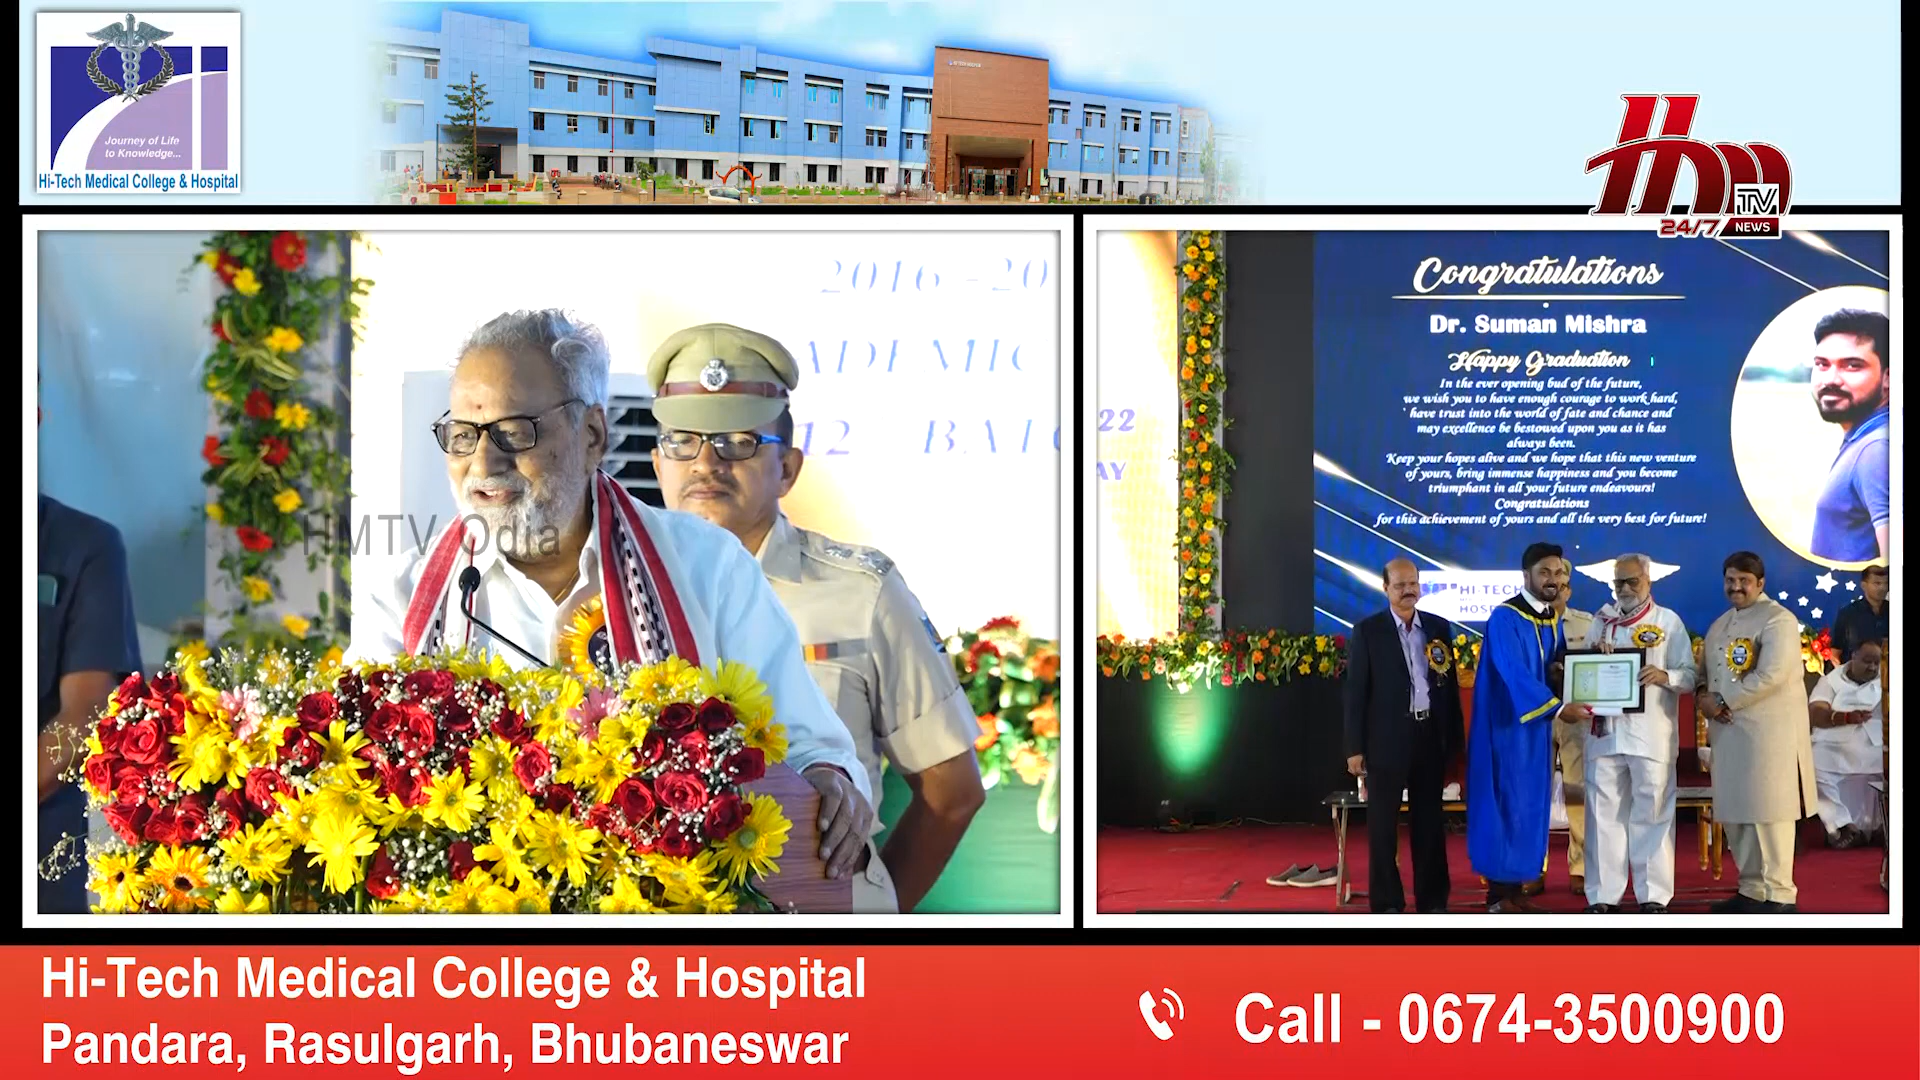 Journey of Life
to Knowledge...
Hi-Tech Medical College & Hospital
TV
24/7 NEWS
2016 -20
ADEMIC
12 BATC
HMTV Odia
22
AY
Congratulations
Dr. Suman Mishra
Happy Graduation
In the ever opening bud of the future,
we wish you to have enough courage to work hard,
have trust into the world of fate and chance and
may excellence be bestowed upon you as it has
always been.
Keep your hopes alive and we hope that this new venture
of yours, bring immense happiness and you become
triumphant in all your future endeavours!
Congratulations
for this achievement of yours and all the very best for future!
HI-TECH
HOSP
Hi-Tech Medical College & Hospital
Pandara, Rasulgarh, Bhubaneswar
Call - 0674-3500900